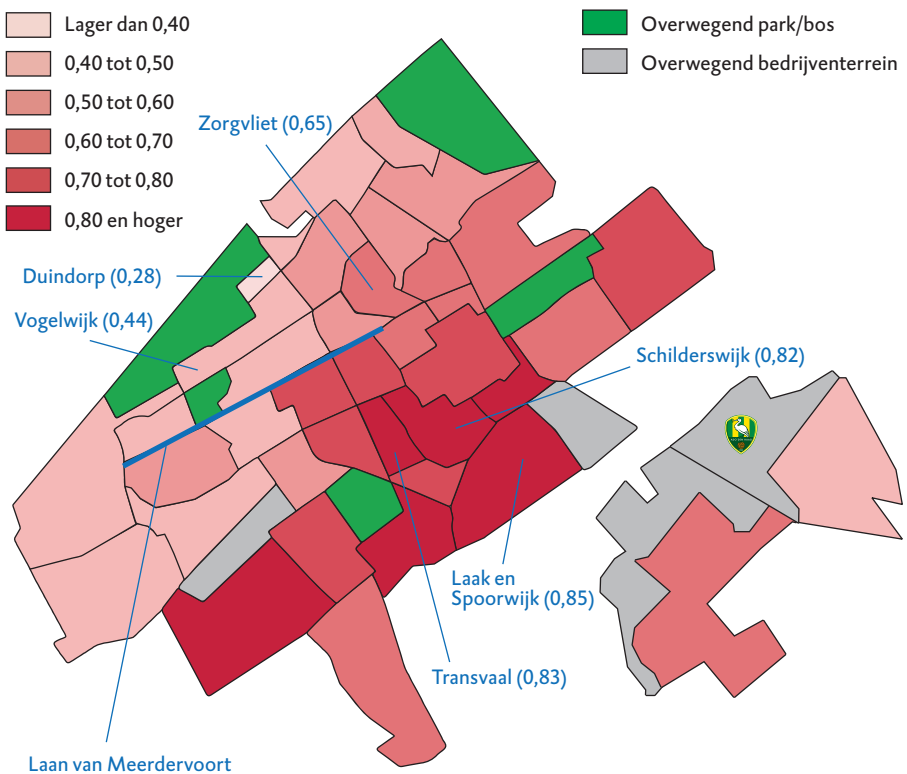 Lager dan 0,40
0,40 tot 0,50
0,50 tot 0,60
0,60 tot 0,70
0,70 tot 0,80
0,80 en hoger
Overwegend park/bos
Overwegend bedrijventerrein
Zorgvliet (0,65)
Duindorp (0,28)
Vogelwijk (0,44)
Schilderswijk (0,82)
Laak en
Spoorwijk (0,85)
Transvaal (0,83)
Laan van Meerdervoort